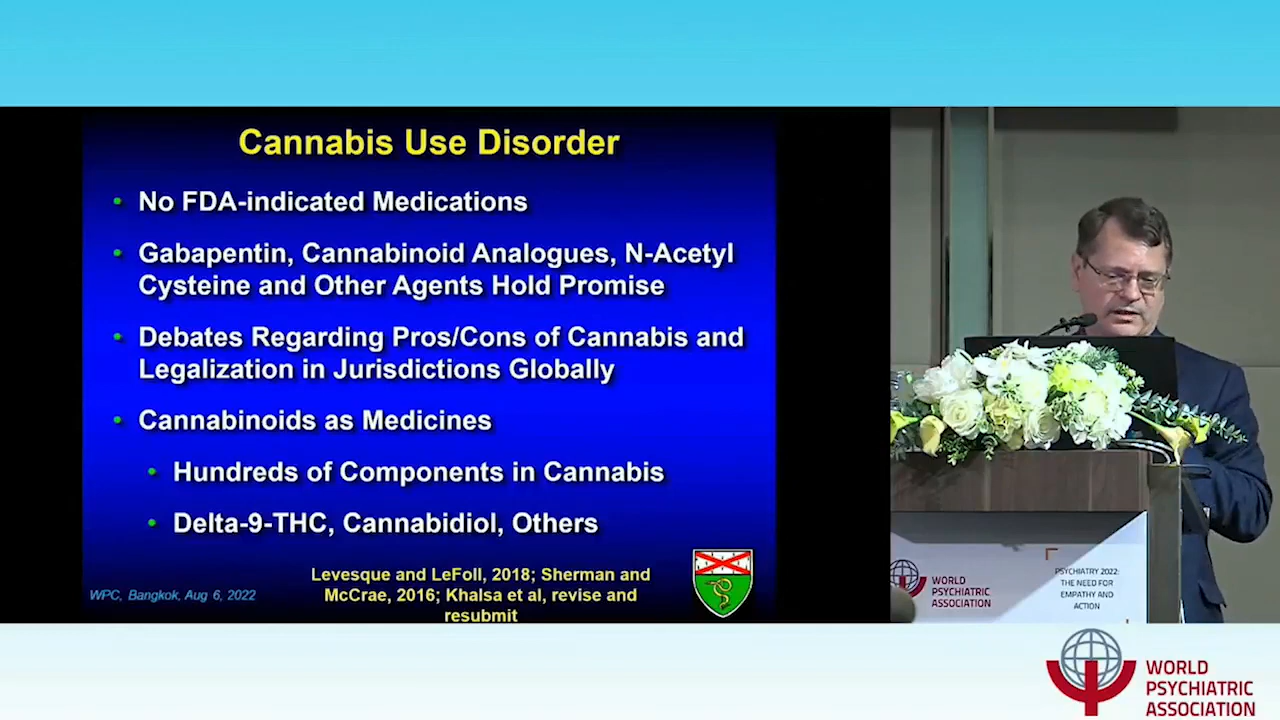 Cannabis Use Disorder
• No FDA-indicated Medications
• Gabapentin, Cannabinoid Analogues, N-Acetyl
Cysteine and Other Agents Hold Promise
• Debates Regarding Pros/Cons of Cannabis and
Legalization in Jurisdictions Globally
• Cannabinoids as Medicines
• Hundreds of Components in Cannabis
• Delta-9-THC, Cannabidiol, Others
Levesque and LeFoll, 2018; Sherman and
McCrae, 2016; Khalsa et al, revise and
resubmit
WPC, Bangkok, Aug 6, 2022
WORLD
PSYCHIATRIC
ASSOCIATION
PSYCHIATRY 2022:
THE NEED FOR
EMPATHY AND
ACTION
WORLD
PSYCHIATRIC
ASSOCIATION